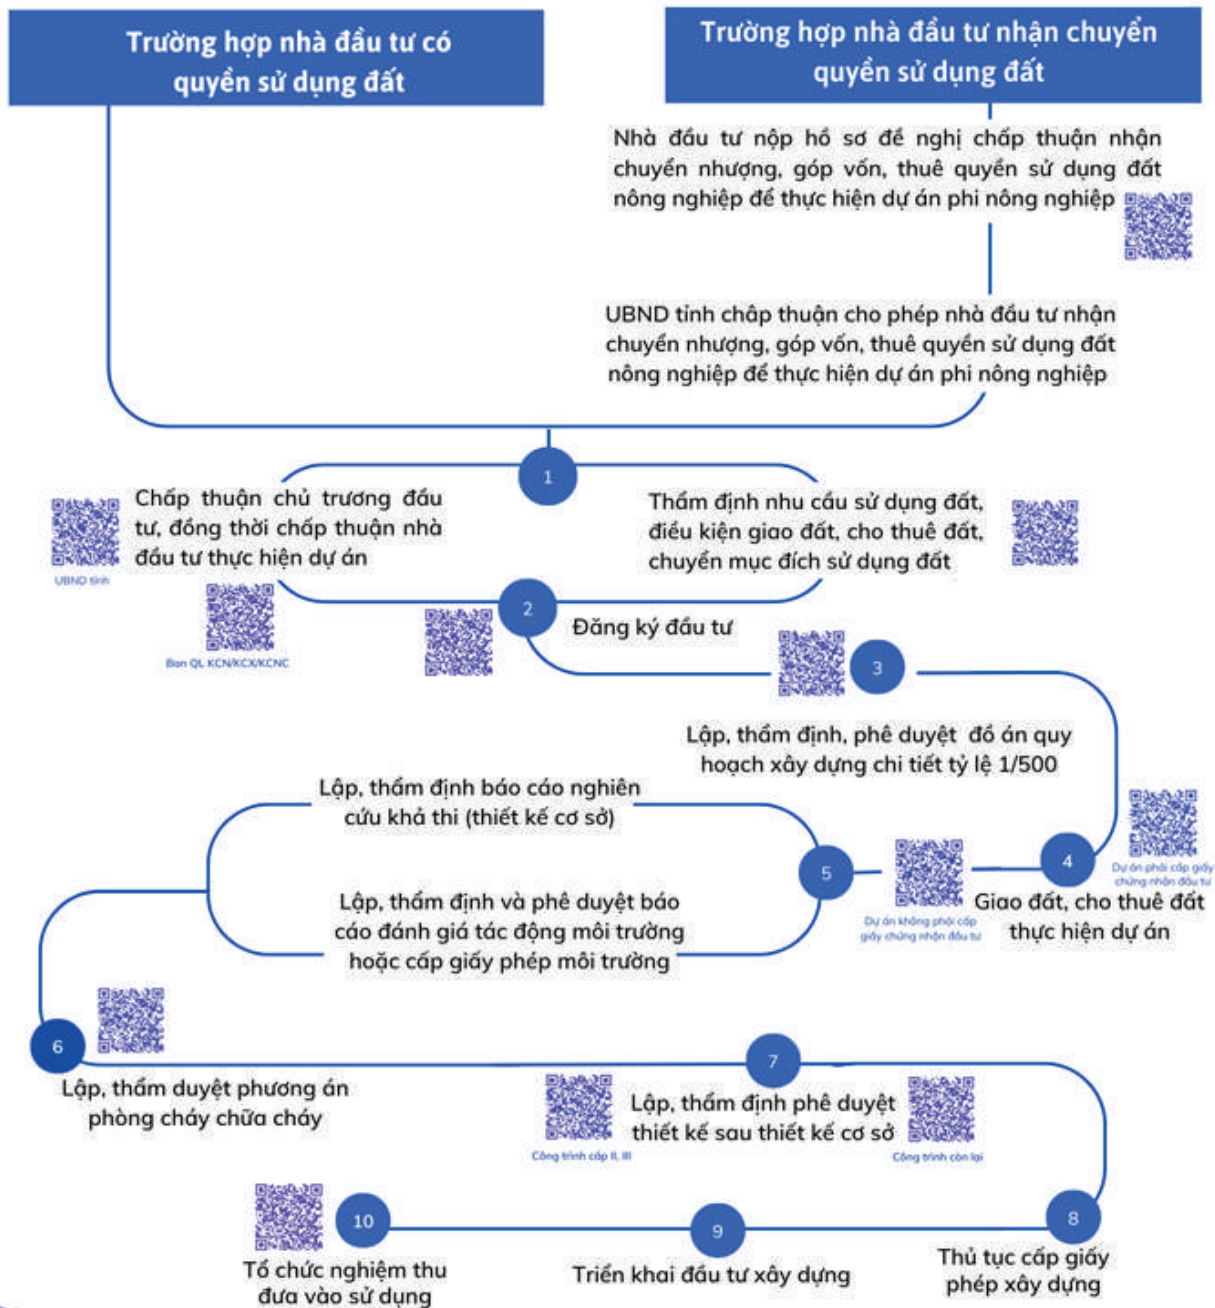 Trường hợp nhà đầu tư có
quyền sử dụng đất
Trường hợp nhà đầu tư nhận chuyển
quyền sử dụng đất
Nhà đầu tư nộp hồ sơ đề nghị chấp thuận nhận
chuyển nhượng, góp vốn, thuê quyền sử dụng đất
nông nghiệp để thực hiện dự án phi nông nghiệp
UBND tỉnh châp thuận cho phép nhà đầu tư nhận
chuyển nhượng, góp vốn, thuê quyền sử dụng đất
nông nghiệp để thực hiện dự án phi nông nghiệp
1
Chấp thuận chủ trương đầu
tư, đồng thời chấp thuận nhà
đầu tư thực hiện dự án
UBND tỉnh
Ban QL KCN/KCX/KCNC
Thẩm định nhu cầu sử dụng đất,
điều kiện giao đất, cho thuê đất,
chuyển mục đích sử dụng đất
2
Đăng ký đầu tư
3
Lập, thẩm định, phê duyệt đồ án quy
hoạch xây dựng chi tiết tỷ lệ 1/500
4
Dự án phải cấp giấy
chứng nhận đầu tư
Giao đất, cho thuê đất
thực hiện dự án
Dự án không phải cấp
giấy chứng nhận đầu tư
5
Lập, thẩm định báo cáo nghiên
cứu khả thi (thiết kế cơ sở)
Lập, thẩm định và phê duyệt báo
cáo đánh giá tác động môi trường
hoặc cấp giấy phép môi trường
6
Lập, thẩm duyệt phương án
phòng cháy chữa cháy
7
Lập, thẩm định phê duyệt
thiết kế sau thiết kế cơ sở
Công trình cấp II, III
Công trình còn lại
8
Thủ tục cấp giấy
phép xây dựng
9
Triển khai đầu tư xây dựng
10
Tổ chức nghiệm thu
đưa vào sử dụng